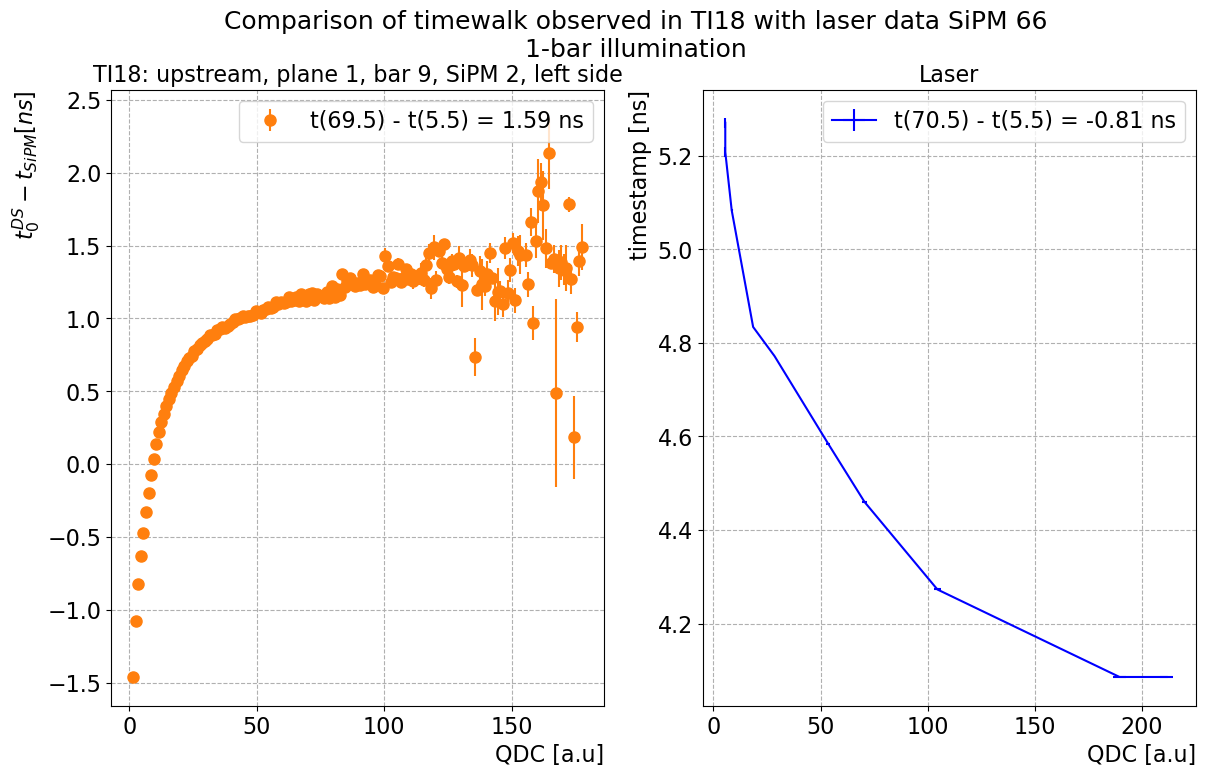 Comparison of timewalk observed in TI18 with laser data SiPM 66
1-bar illumination
TI18: upstream, plane 1, bar 9, SiPM 2, left side
t(69.5) - t(5.5) = 1.59 ns
t_0^{DS} − t_{SiPM}[ns]
2.5
2.0
1.5
1.0
0.5
0.0
−0.5
−1.0
−1.5
0 50 100 150
QDC [a.u]
Laser
t(70.5) - t(5.5) = -0.81 ns
timestamp [ns]
5.2
5.0
4.8
4.6
4.4
4.2
0 50 100 150 200
QDC [a.u]